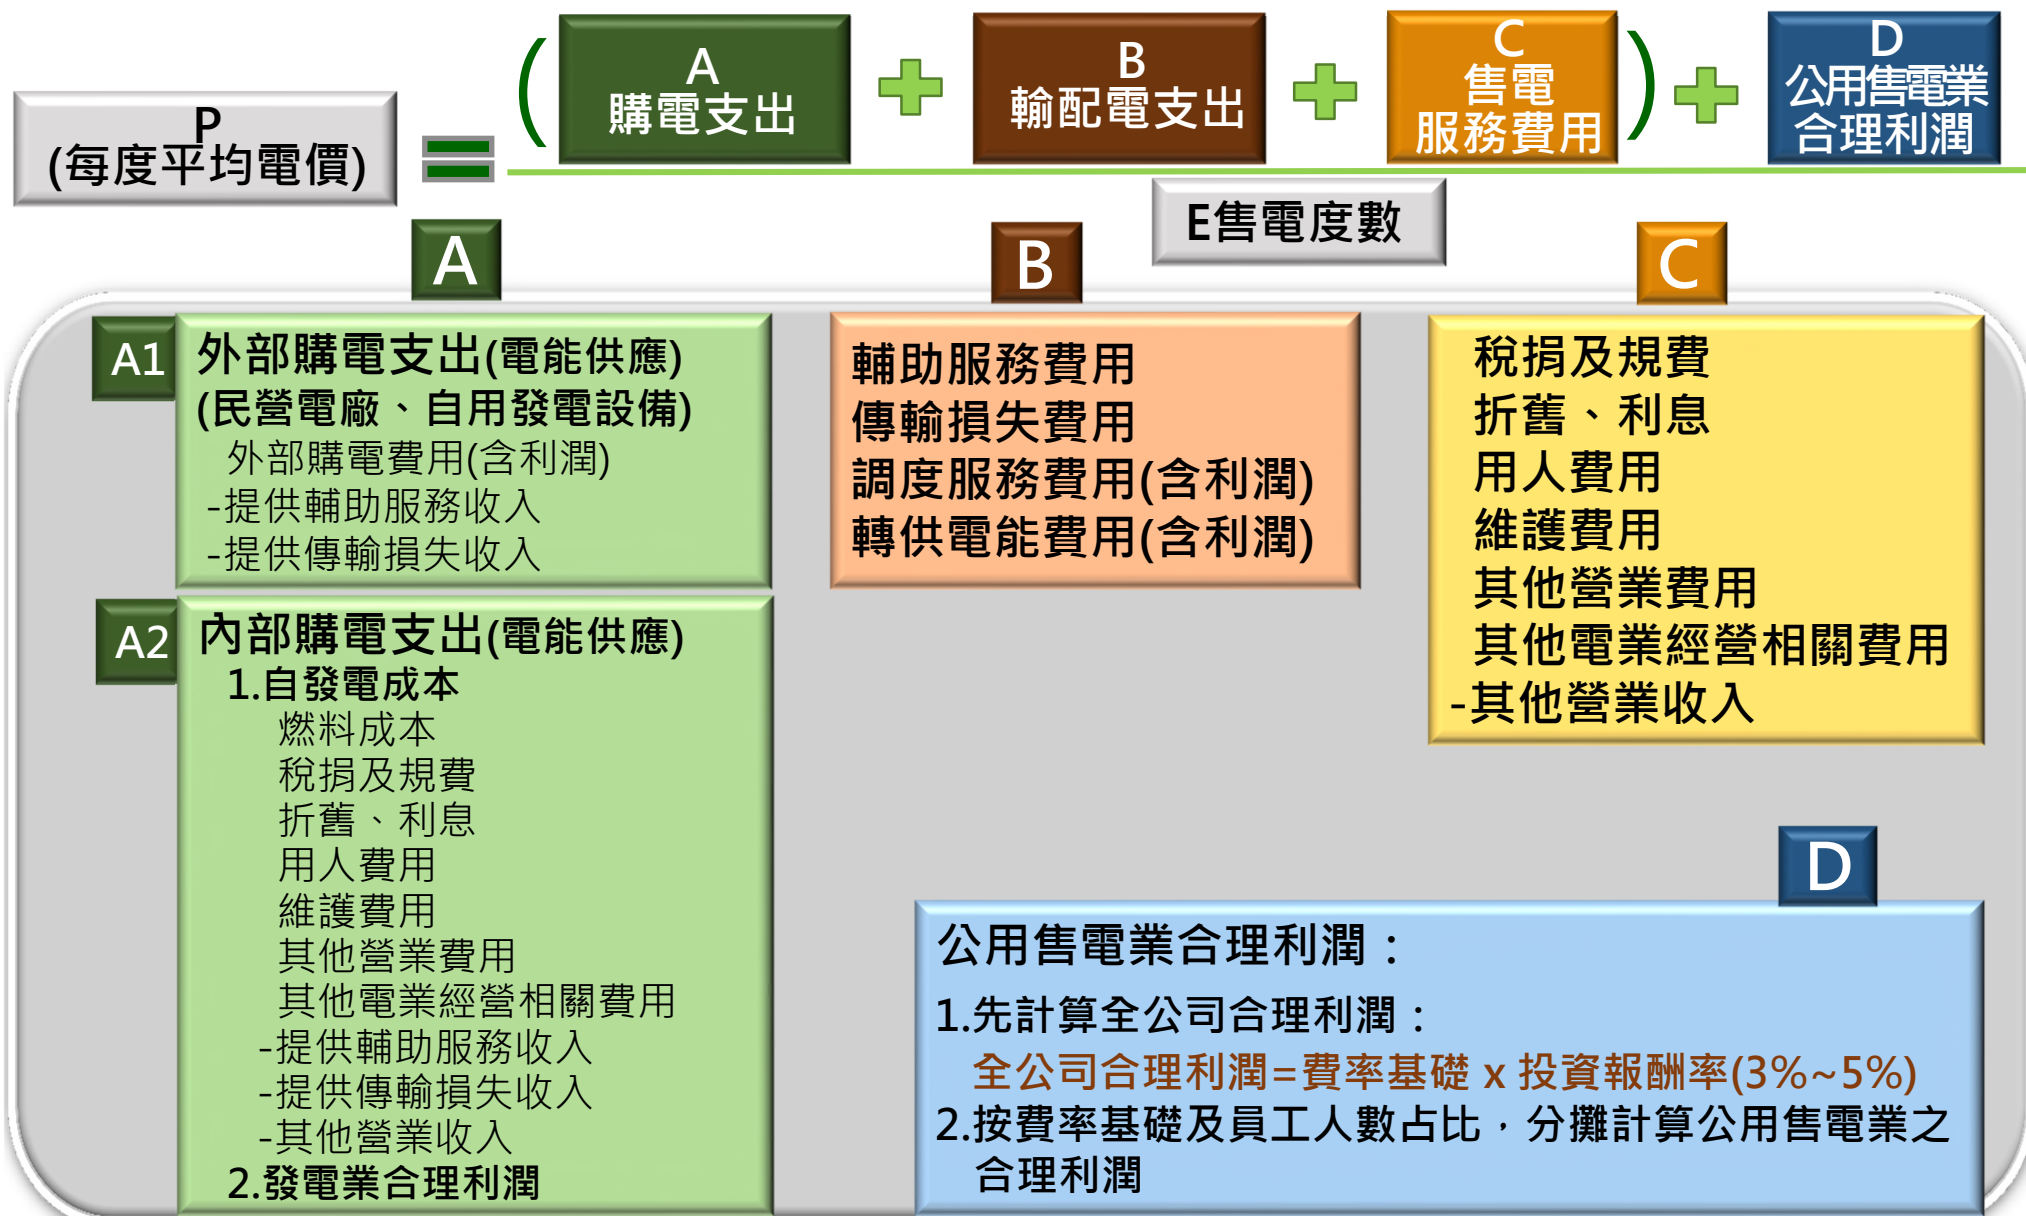 P
(每度平均電價)
=
(
A
購電支出
+
B
輸配電支出
+
C
售電
服務費用
)
+
D
公用售電業
合理利潤
E售電度數
A
A1
外部購電支出(電能供應)
(民營電廠、自用發電設備)
外部購電費用(含利潤)
-提供輔助服務收入
-提供傳輸損失收入
A2
內部購電支出(電能供應)
1.自發電成本
燃料成本
稅捐及規費
折舊、利息
用人費用
維護費用
其他營業費用
其他電業經營相關費用
-提供輔助服務收入
-提供傳輸損失收入
-其他營業收入
2.發電業合理利潤
B
輔助服務費用
傳輸損失費用
調度服務費用(含利潤)
轉供電能費用(含利潤)
C
稅捐及規費
折舊、利息
用人費用
維護費用
其他營業費用
其他電業經營相關費用
-其他營業收入
D
公用售電業合理利潤：
1.先計算全公司合理利潤：
全公司合理利潤=費率基礎 x 投資報酬率(3%~5%)
2.按費率基礎及員工人數占比，分攤計算公用售電業之
合理利潤